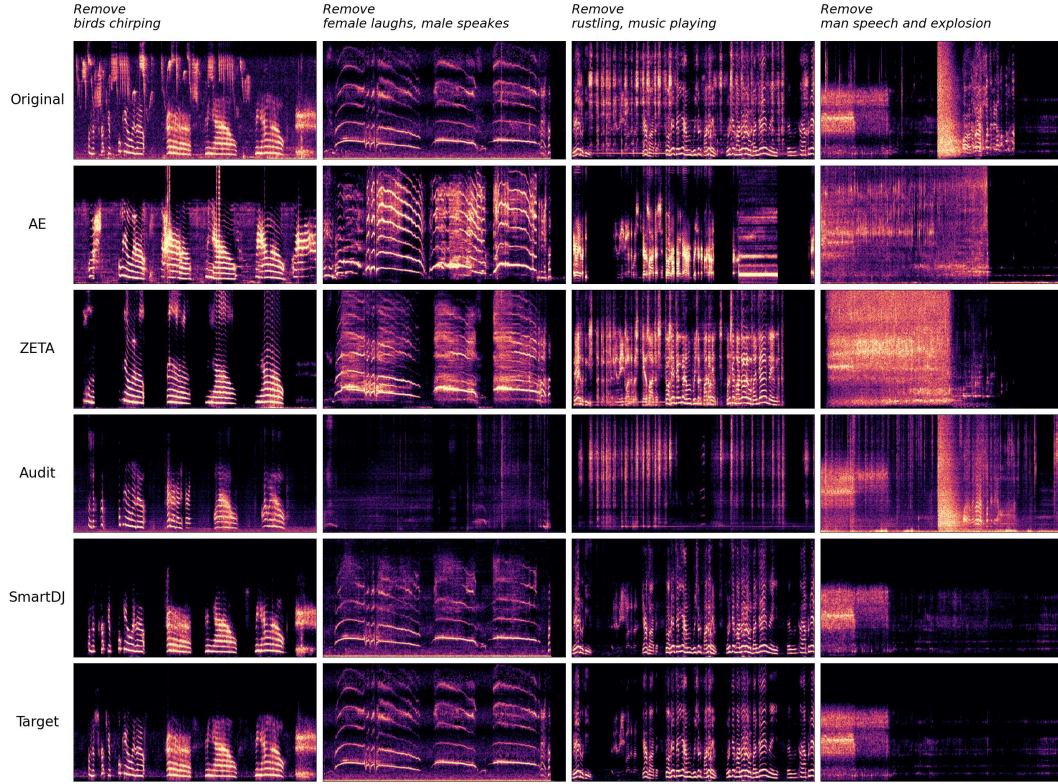 Remove
birds chirping
Remove
female laughs, male speakes
Remove
rustling, music playing
Remove
man speech and explosion
Original
AE
ZETA
Audit
SmartDJ
Target